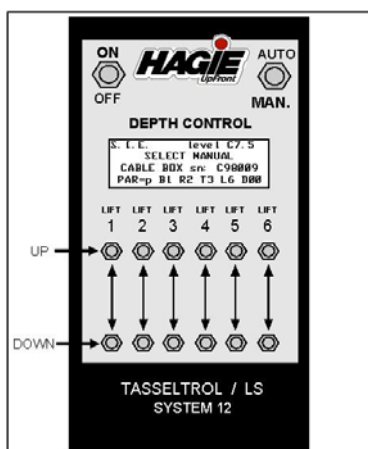 ON
OFF
HAGIE
UpFront
AUTO
MAN.
DEPTH CONTROL
S. I.E. level C7.5
SELECT MANUAL
CABLE BOX sn: C98009
PAR=p B1 R2 T3 L6 D00
LIFT LIFT LIFT LIFT LIFT LIFT
1 2 3 4 5 6
UP
DOWN
TASSELTROL / LS
SYSTEM 12